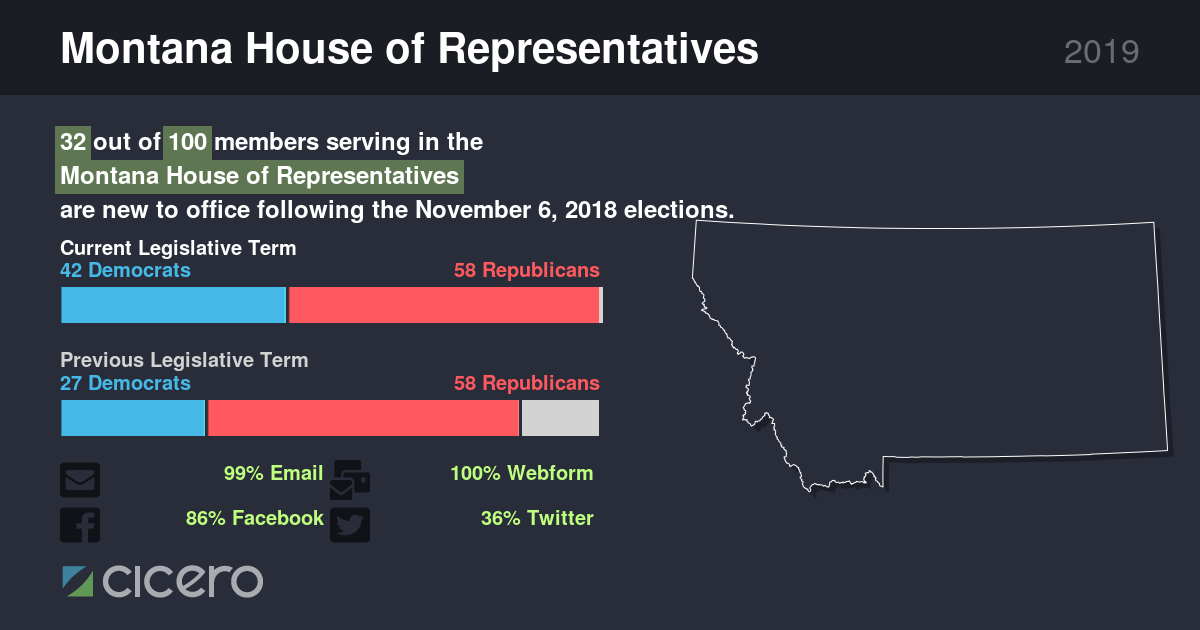 Montana House of Representatives
2019
32 out of 100 members serving in the
Montana House of Representatives
are new to office following the November 6, 2018 elections.
Current Legislative Term
42 Democrats 58 Republicans
Previous Legislative Term
27 Democrats 58 Republicans
99% Email 100% Webform
86% Facebook 36% Twitter
cicero